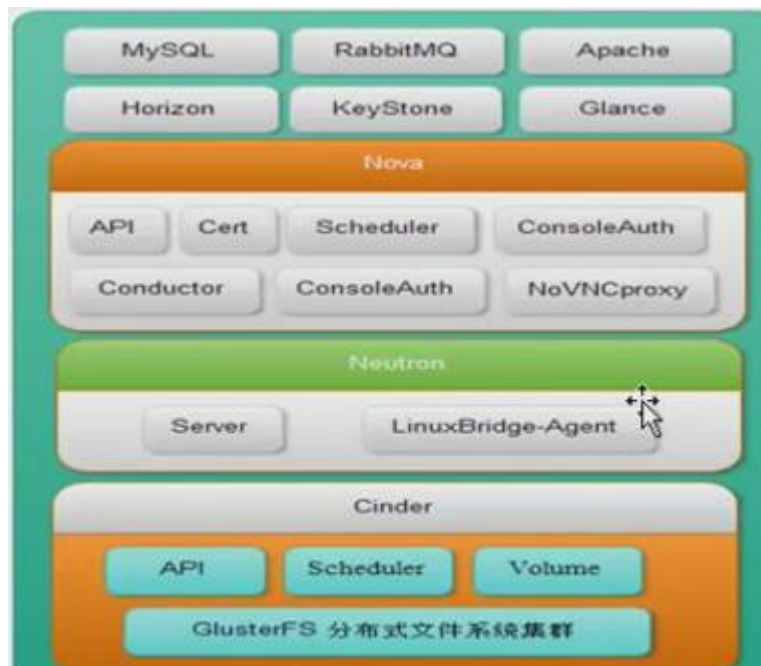 MySQL RabbitMQ Apache
Horizon KeyStone Glance
Nova
API Cert Scheduler ConsoleAuth
Conductor ConsoleAuth NoVNCproxy
Neutron
Server LinuxBridge-Agent
Cinder
API Scheduler Volume
GlusterFS 分布式文件系统集群